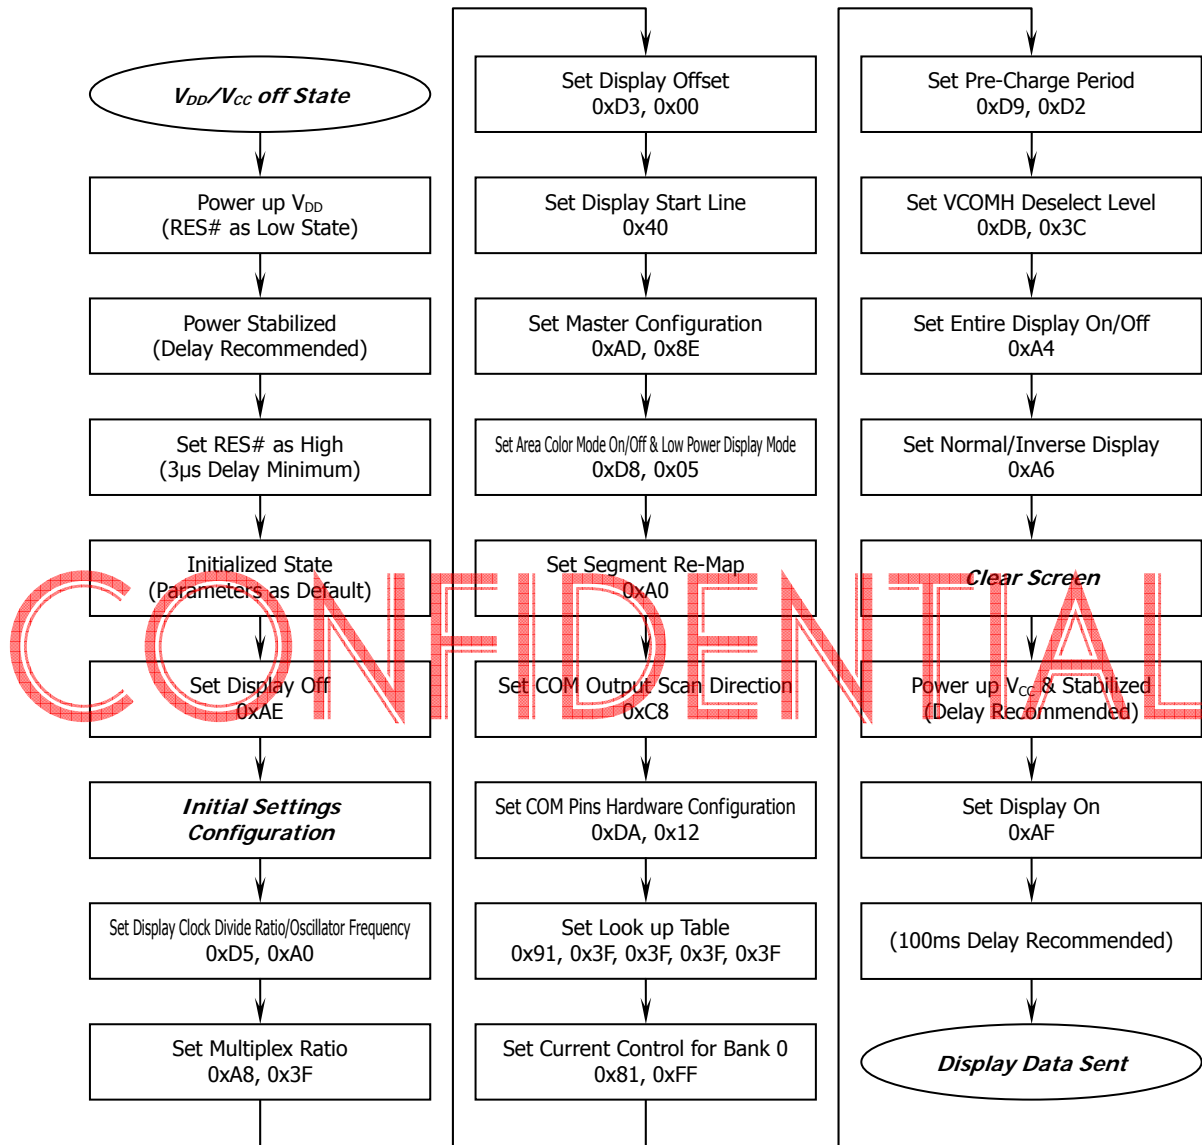 V_DD/V_CC off State
Power up V_DD
(RES# as Low State)
Power Stabilized
(Delay Recommended)
Set RES# as High
(3μs Delay Minimum)
Initialized State
(Parameters as Default)
Set Display Off
0xAE
Initial Settings
Configuration
Set Display Clock Divide Ratio/Oscillator Frequency
0xD5, 0xA0
Set Multiplex Ratio
0xA8, 0x3F
Set Display Offset
0xD3, 0x00
Set Display Start Line
0x40
Set Master Configuration
0xAD, 0x8E
Set Area Color Mode On/Off & Low Power Display Mode
0xD8, 0x05
Set Segment Re-Map
0xA0
Set COM Output Scan Direction
0xC8
Set COM Pins Hardware Configuration
0xDA, 0x12
Set Look up Table
0x91, 0x3F, 0x3F, 0x3F, 0x3F
Set Current Control for Bank 0
0x81, 0xFF
Set Pre-Charge Period
0xD9, 0xD2
Set VCOMH Deselect Level
0xDB, 0x3C
Set Entire Display On/Off
0xA4
Set Normal/Inverse Display
0xA6
Clear Screen
Power up V_CC & Stabilized
(Delay Recommended)
Set Display On
0xAF
(100ms Delay Recommended)
Display Data Sent
CONFIDENTIAL